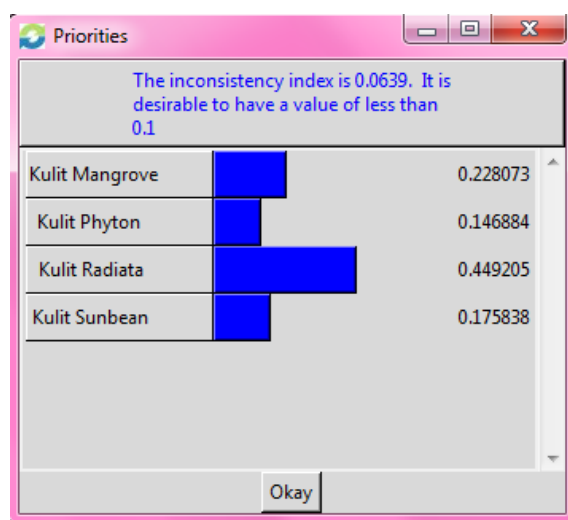 Priorities
The inconsistency index is 0.0639. It is
desirable to have a value of less than
0.1
Kulit Mangrove 0.228073
Kulit Phyton 0.146884
Kulit Radiata 0.449205
Kulit Sunbean 0.175838
Okay